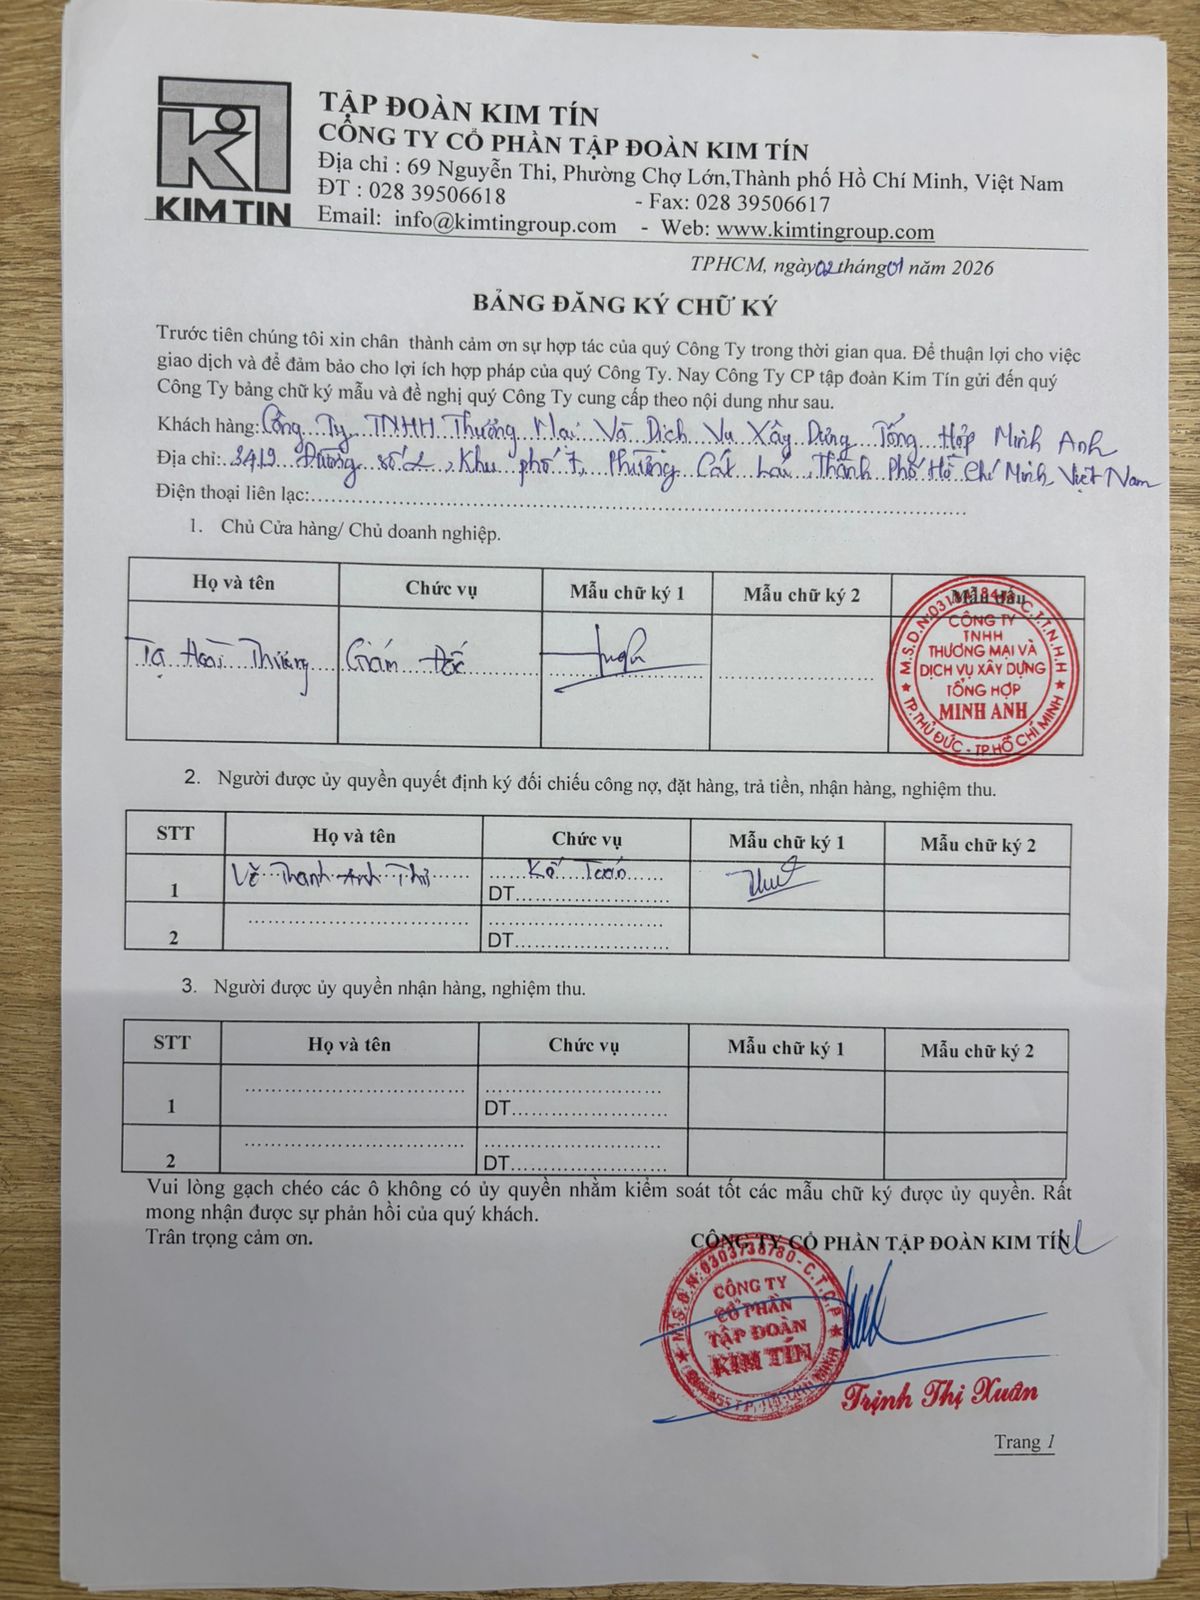 KIM TIN
TẬP ĐOÀN KIM TÍN
CÔNG TY CỔ PHẦN TẬP ĐOÀN KIM TÍN
Địa chỉ : 69 Nguyễn Thi, Phường Chợ Lớn,Thành phố Hồ Chí Minh, Việt Nam
ĐT : 028 39506618 - Fax: 028 39506617
Email: info@kimtingroup.com - Web: www.kimtingroup.com
TPHCM, ngày 02 tháng 01 năm 2026
BẢNG ĐĂNG KÝ CHỮ KÝ
Trước tiên chúng tôi xin chân thành cảm ơn sự hợp tác của quý Công Ty trong thời gian qua. Để thuận lợi cho việc
giao dịch và để đảm bảo cho lợi ích hợp pháp của quý Công Ty. Nay Công Ty CP tập đoàn Kim Tín gửi đến quý
Công Ty bảng chữ ký mẫu và đề nghị quý Công Ty cung cấp theo nội dung như sau.
Khách hàng: Công Ty TNHH Thương Mại Và Dịch Vụ Xây Dựng Tổng Hợp Minh Anh
Địa chỉ: Đường số 2, Khu phố 7, Phường Cát Lái, Thành Phố Hồ Chí Minh, Việt Nam
Điện thoại liên lạc:
1. Chủ Cửa hàng/ Chủ doanh nghiệp.
Họ và tên Chức vụ Mẫu chữ ký 1 Mẫu chữ ký 2 Mẫu dấu
Tạ Hoài Thương Giám Đốc
CÔNG TY
TNHH
THƯƠNG MẠI VÀ
DỊCH VỤ XÂY DỰNG
TỔNG HỢP
MINH ANH
TP.THỦ ĐỨC - TP.HỒ CHÍ MINH
2. Người được ủy quyền quyết định ký đối chiếu công nợ, đặt hàng, trả tiền, nhận hàng, nghiệm thu.
STT Họ và tên Chức vụ Mẫu chữ ký 1 Mẫu chữ ký 2
1 Võ Thanh Anh Thư Kế Toán
DT
2 DT
3. Người được ủy quyền nhận hàng, nghiệm thu.
STT Họ và tên Chức vụ Mẫu chữ ký 1 Mẫu chữ ký 2
1 DT
2 DT
Vui lòng gạch chéo các ô không có ủy quyền nhằm kiểm soát tốt các mẫu chữ ký được ủy quyền. Rất
mong nhận được sự phản hồi của quý khách.
Trân trọng cảm ơn.
CÔNG TY CỔ PHẦN TẬP ĐOÀN KIM TÍN
M.S.D.N:0303738780-C.T.C.P
CÔNG TY
CỔ PHẦN
TẬP ĐOÀN
KIM TÍN
Trịnh Thị Xuân
Trang 1